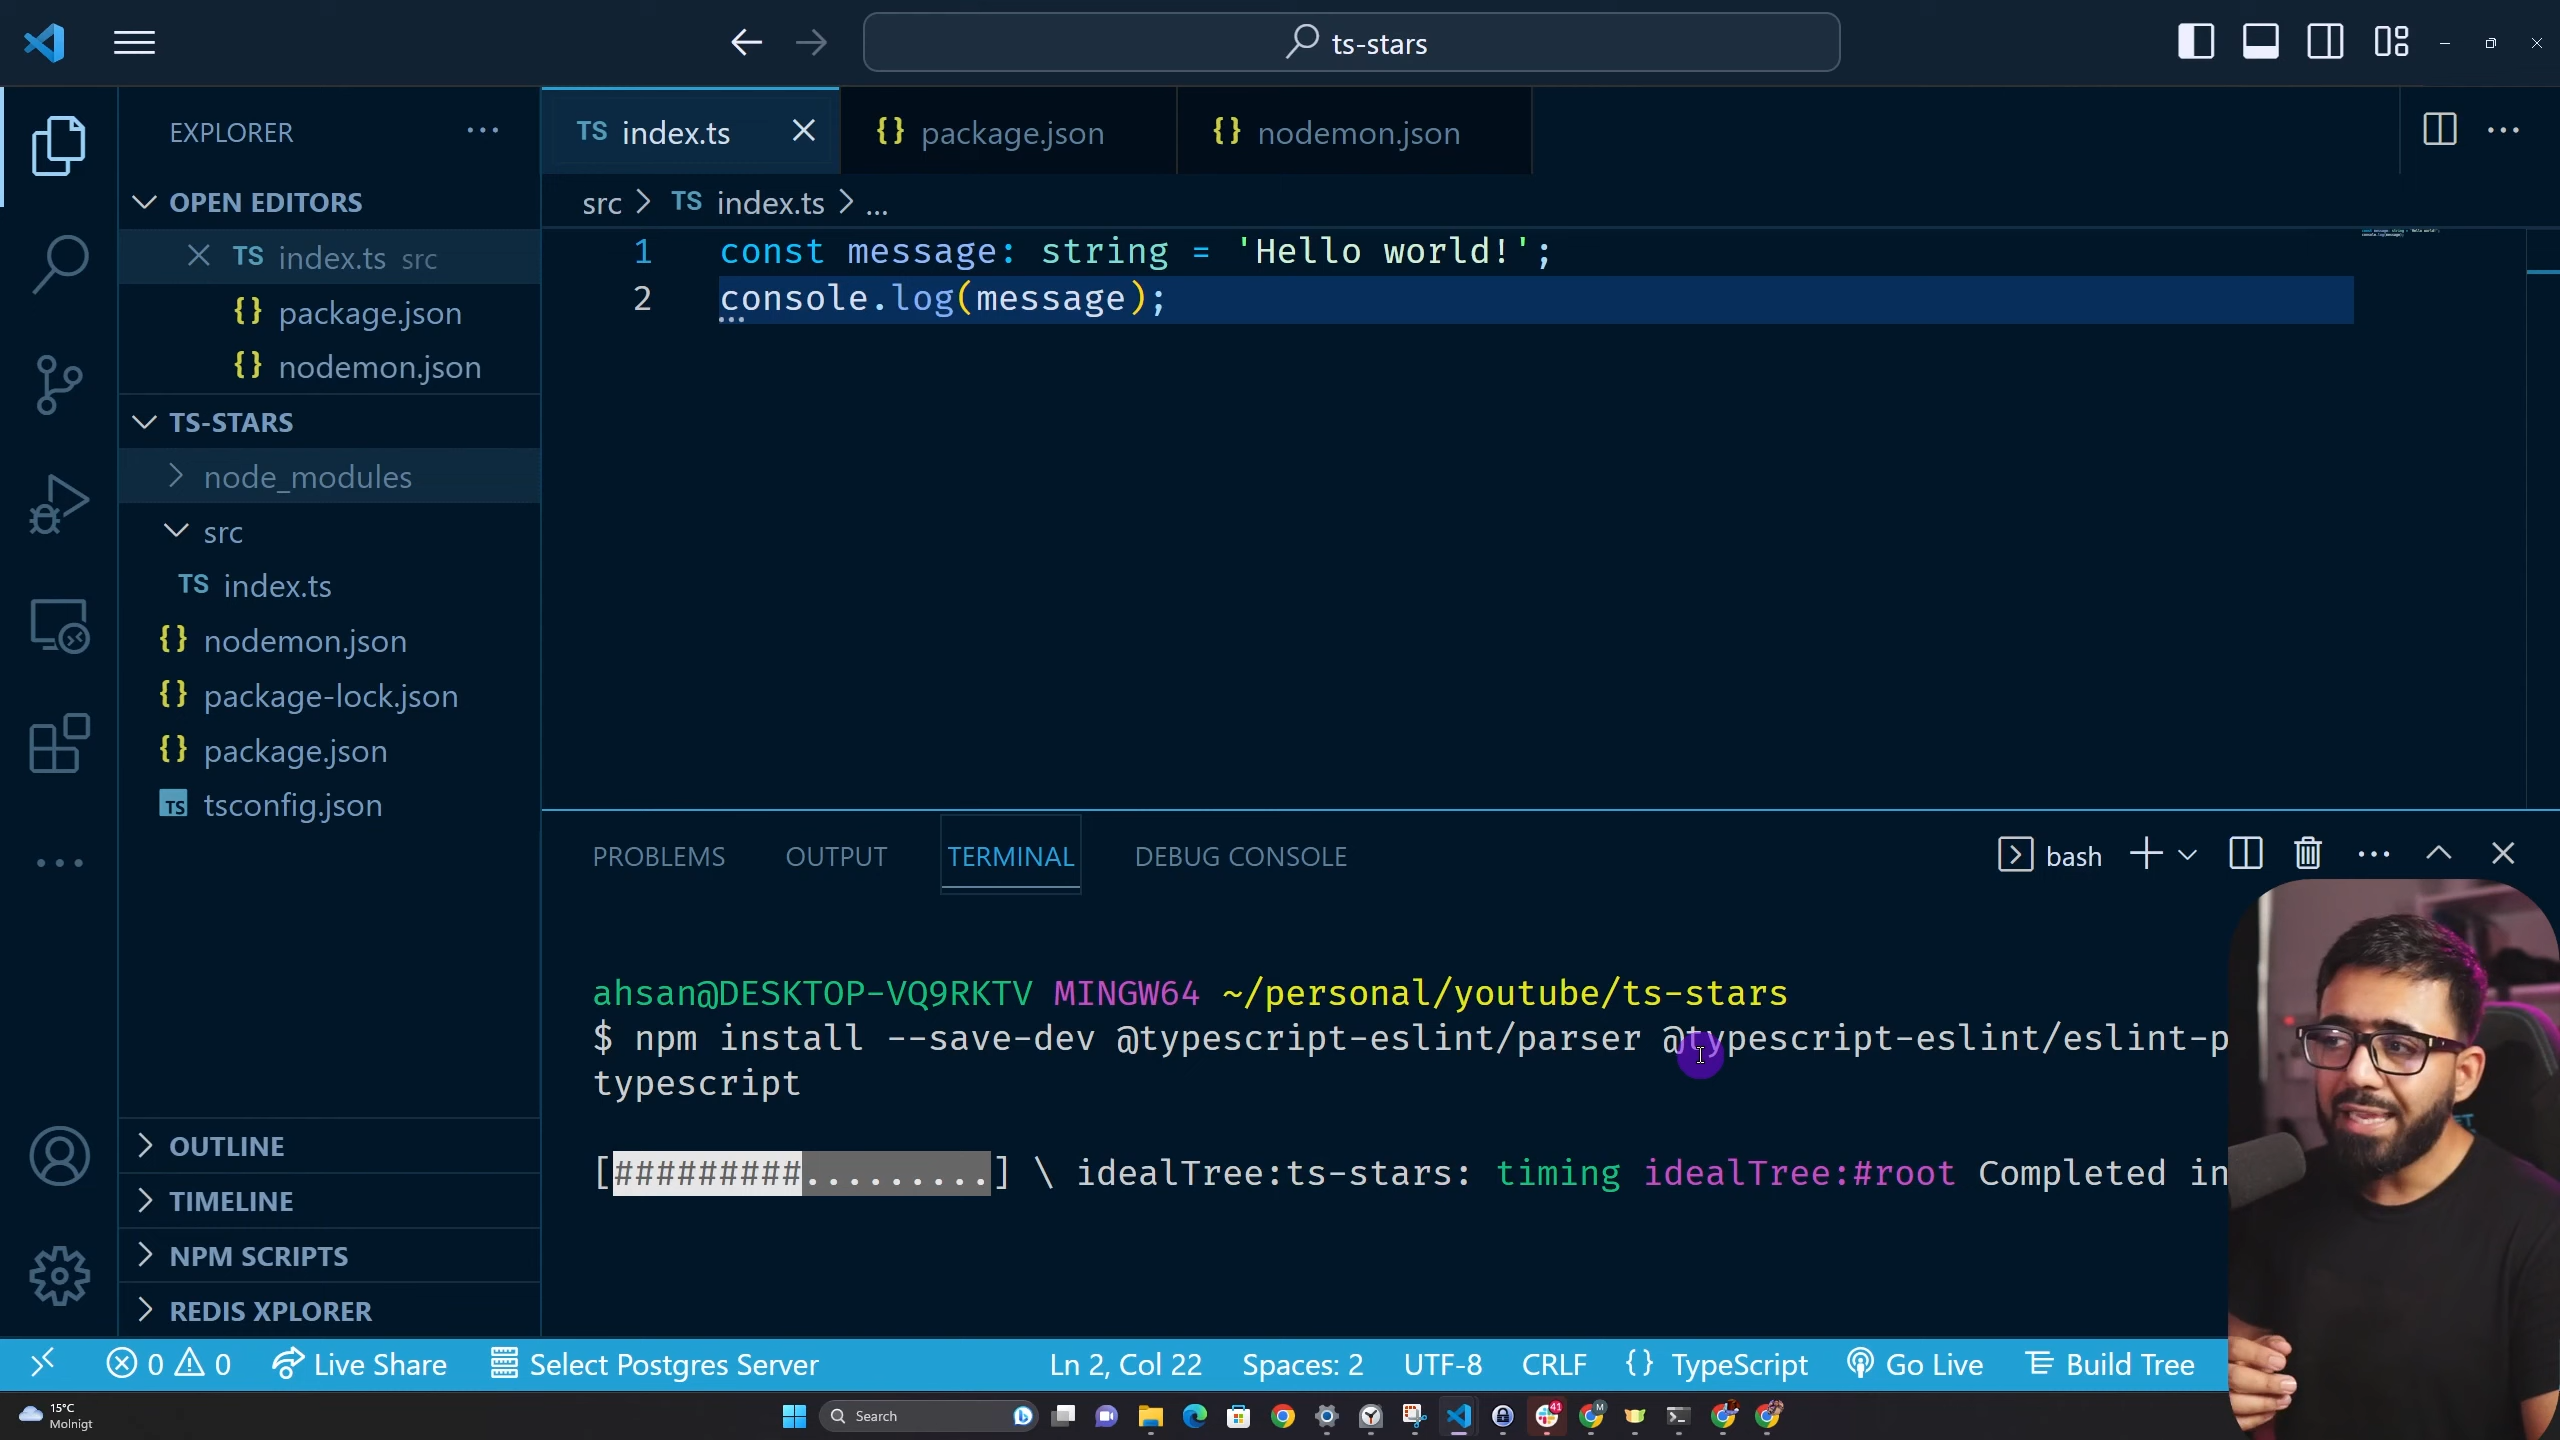 ts-stars
EXPLORER
OPEN EDITORS
TS index.ts src
{} package.json
{} nodemon.json
TS-STARS
node_modules
src
TS index.ts
{} nodemon.json
{} package-lock.json
{} package.json
TS tsconfig.json
OUTLINE
TIMELINE
NPM SCRIPTS
REDIS XPLORER
TS index.ts
{} package.json
{} nodemon.json
src > TS index.ts > ...
1 const message: string = 'Hello world!';
2 console.log(message);
PROBLEMS OUTPUT TERMINAL DEBUG CONSOLE
bash
ahsan@DESKTOP-VQ9RKTV MINGW64 ~/personal/youtube/ts-stars
$ npm install --save-dev @typescript-eslint/parser @typescript-eslint/eslint-p
typescript
[#########.........] \ idealTree:ts-stars: timing idealTree:#root Completed in
0 0 Live Share Select Postgres Server Ln 2, Col 22 Spaces: 2 UTF-8 CRLF {} TypeScript Go Live Build Tree
15°C
Molnigt
Search
41
M